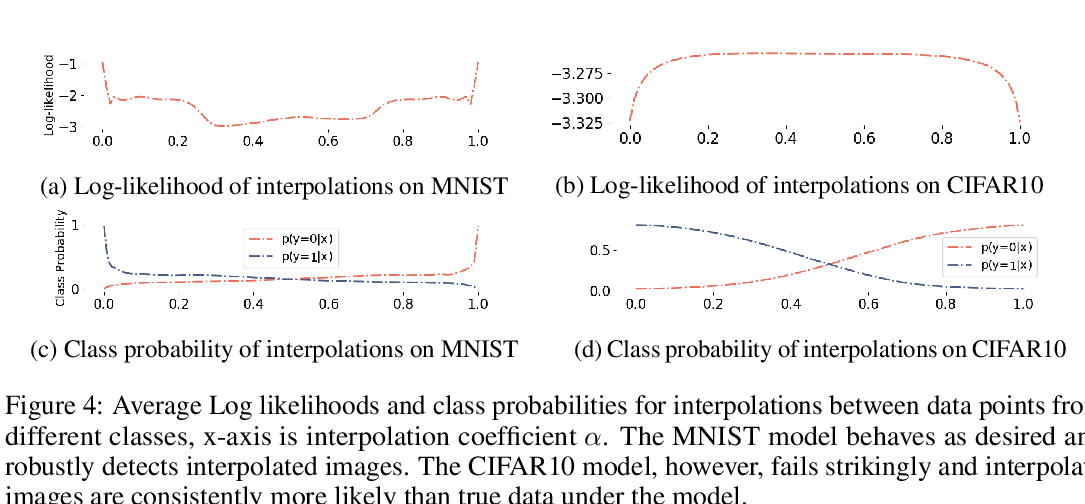 Log-likelihood
−1
−2
−3
0.0 0.2 0.4 0.6 0.8 1.0
−3.275
−3.300
−3.325
0.0 0.2 0.4 0.6 0.8 1.0
(a) Log-likelihood of interpolations on MNIST
(b) Log-likelihood of interpolations on CIFAR10
Class Probability
1
0
p(y=0|x)
p(y=1|x)
0.0 0.2 0.4 0.6 0.8 1.0
0.5
0.0
p(y=0|x)
p(y=1|x)
0.0 0.2 0.4 0.6 0.8 1.0
(c) Class probability of interpolations on MNIST
(d) Class probability of interpolations on CIFAR10
Figure 4: Average Log likelihoods and class probabilities for interpolations between data points
different classes, x-axis is interpolation coefficient α. The MNIST model behaves as desired
robustly detects interpolated images. The CIFAR10 model, however, fails strikingly and
images are consistently more likely than true data under the model.